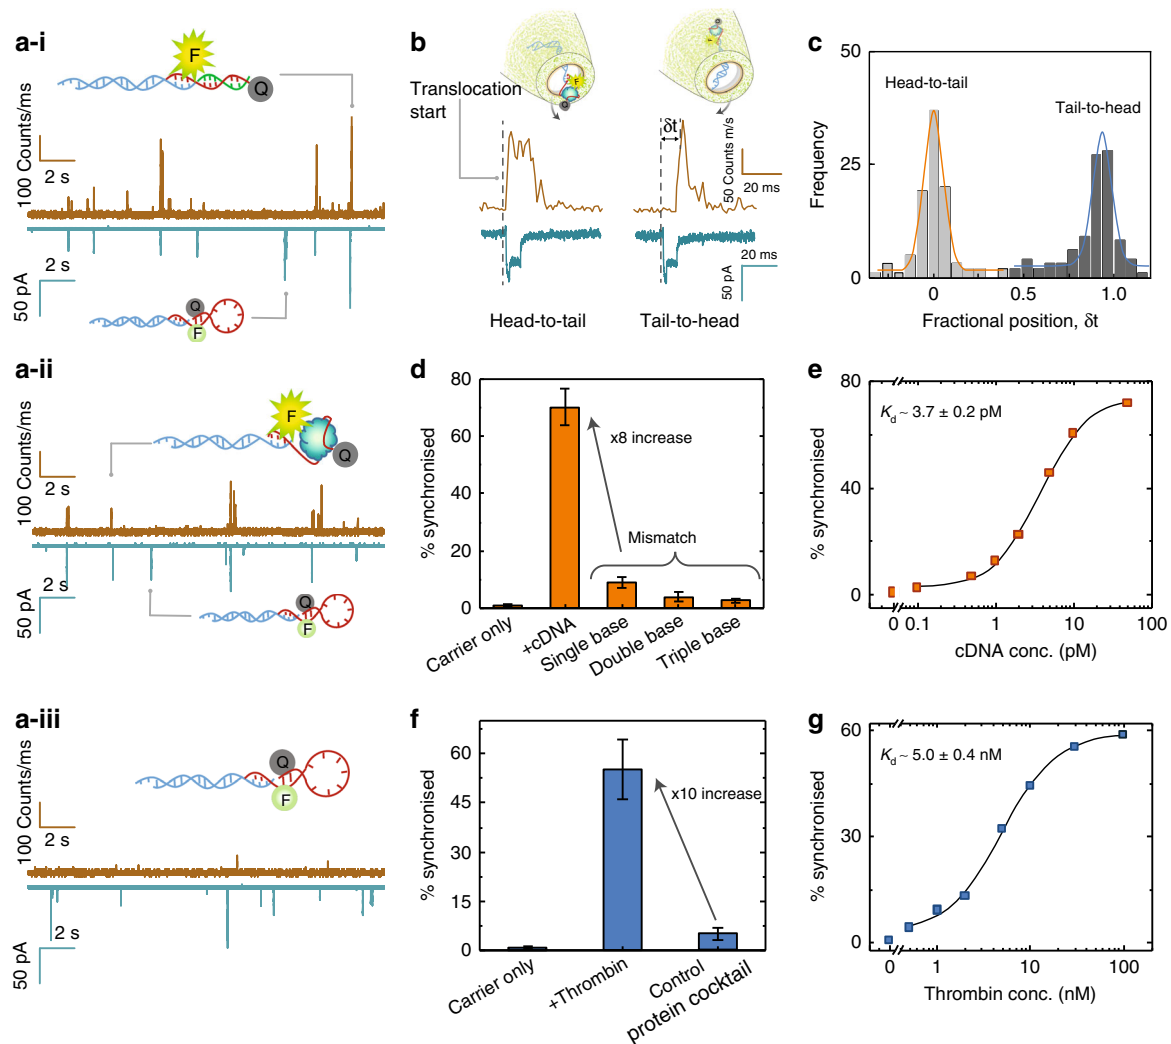 a-i
F
Q
100 Counts/ms
2 s
2 s
50 pA
Q
F
b
Translocation
start
F
Q
δt
50 Counts m/s
20 ms
20 ms
50 pA
Head-to-tail
Tail-to-head
c
50
25
0
Frequency
Head-to-tail
Tail-to-head
0
0.5
1.0
Fractional position, δt
a-ii
F
Q
100 Counts/ms
2 s
2 s
50 pA
Q
F
d
80
60
40
20
0
% synchronised
x8 increase
Mismatch
Carrier only
+cDNA
Single base
Double base
Triple base
e
80
40
0
% synchronised
Kd ~ 3.7 ± 0.2 pM
0
0.1
1
10
100
cDNA conc. (pM)
a-iii
Q
F
100 Counts/ms
2 s
2 s
50 pA
f
60
45
30
15
0
% synchronised
x10 increase
Carrier only
+Thrombin
Control
protein cocktail
g
60
30
0
% synchronised
Kd ~ 5.0 ± 0.4 nM
0
1
10
100
Thrombin conc. (nM)